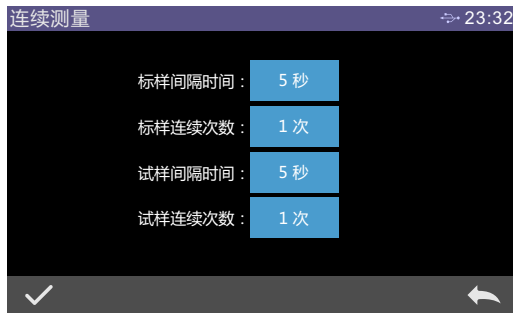 连续测量 23:32
标样间隔时间： 5 秒
标样连续次数： 1 次
试样间隔时间： 5 秒
试样连续次数： 1 次